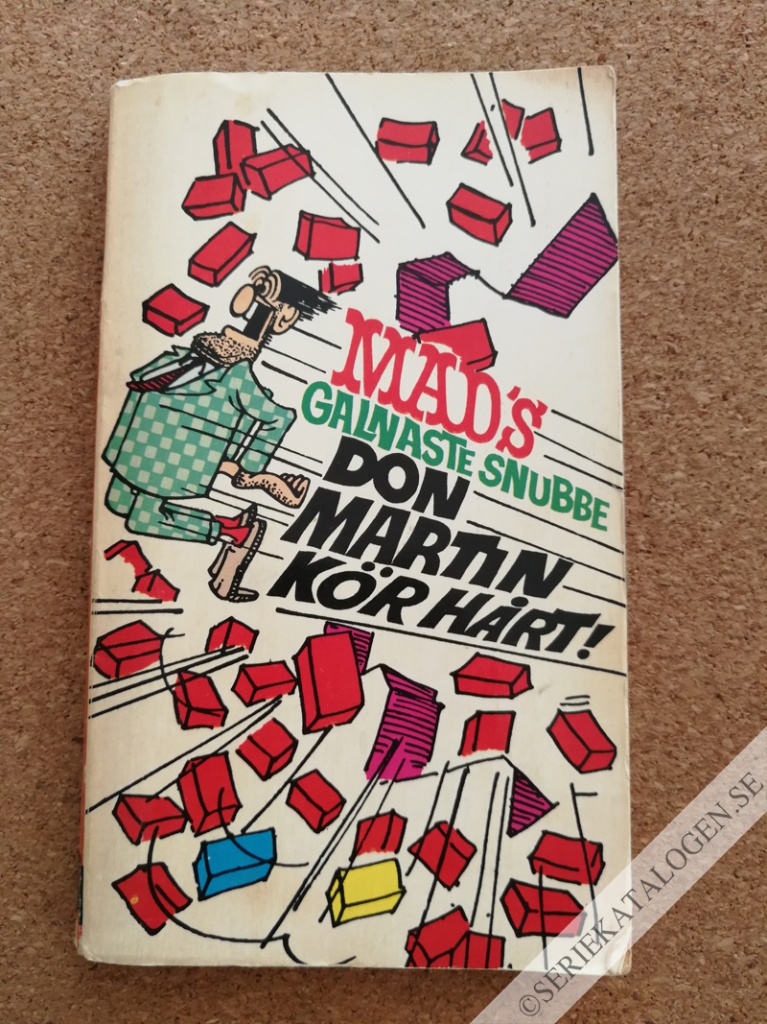 MAD'S
GALNASTE SNUBBE
DON
MARTIN
KÖR HÅRT!
©SERIEKATALOGEN.SE